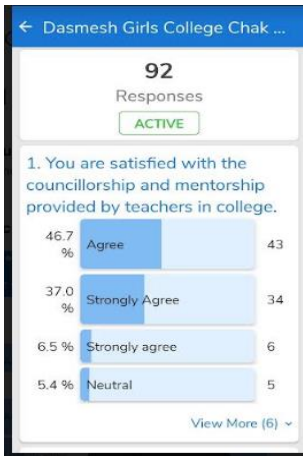 ← Dasmesh Girls College Chak ...
92
Responses
ACTIVE
1. You are satisfied with the
councillorship and mentorship
provided by teachers in college.
46.7 % Agree 43
37.0 % Strongly Agree 34
6.5 % Strongly agree 6
5.4 % Neutral 5
View More (6)